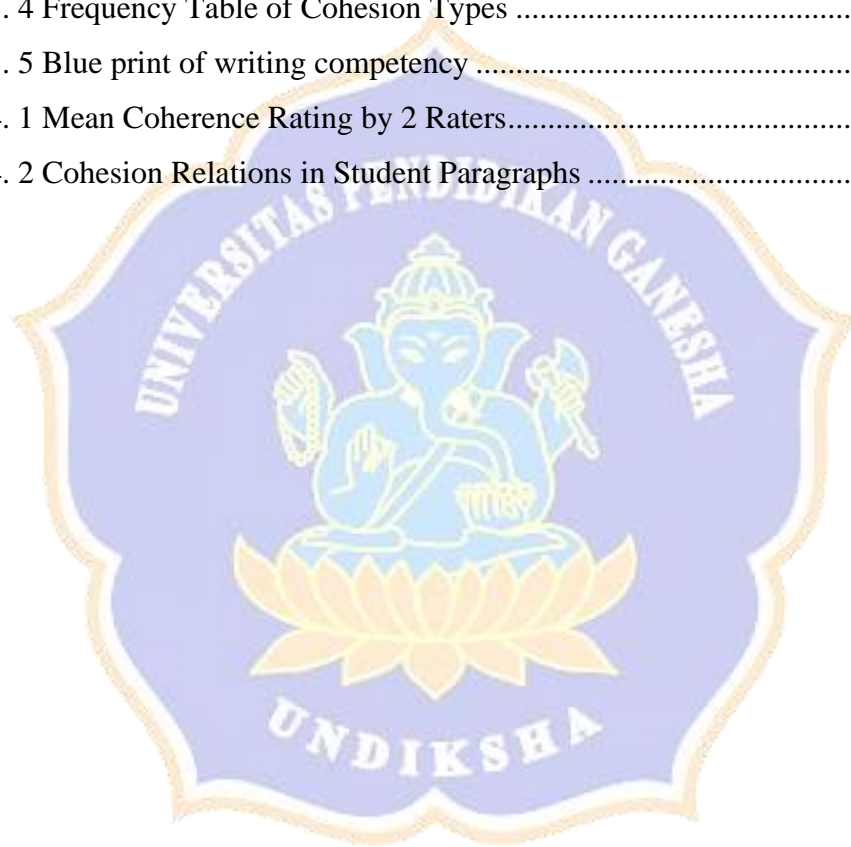 . 4 Frequency Table of Cohesion Types ............................................
. 5 Blue print of writing competency .................................................
. 1 Mean Coherence Rating by 2 Raters.............................................
. 2 Cohesion Relations in Student Paragraphs ...................................
UNIVERSITAS PENDIDIKAN GANESHA
UNDIKSHA